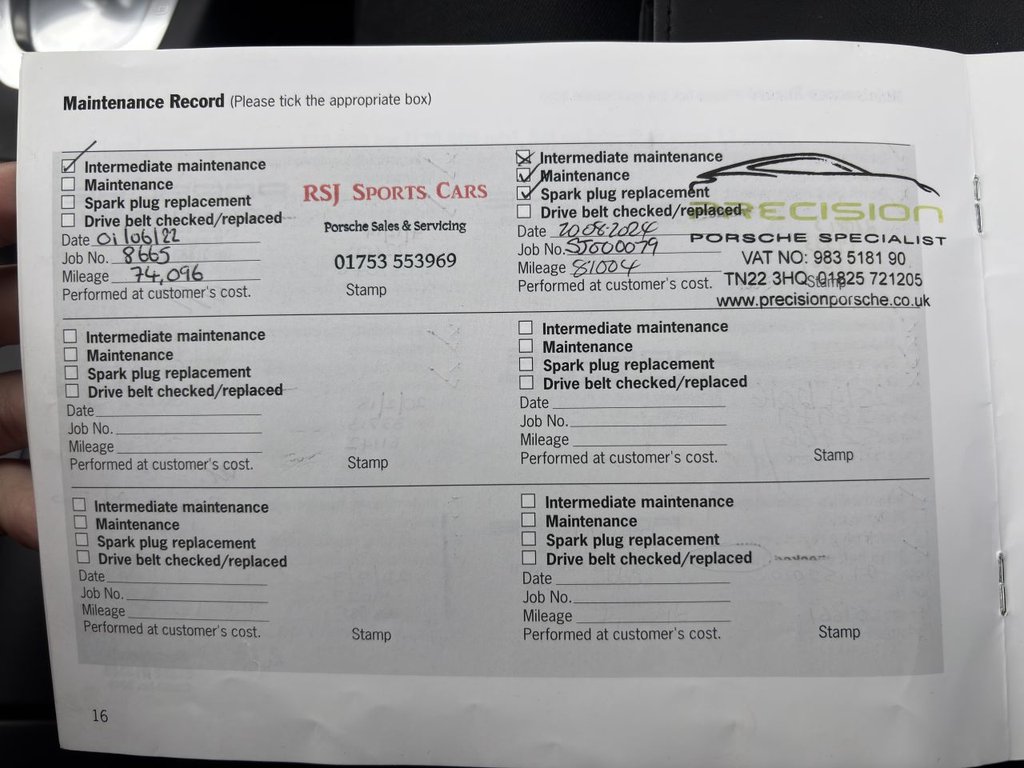 Maintenance Record (Please tick the appropriate box)
Intermediate maintenance
Maintenance
Spark plug replacement
Drive belt checked/replaced
Date 01/06/22
Job No. 8665
Mileage 74,096
Performed at customer's cost.
RSJ SPORTS CARS
Porsche Sales & Servicing
01753 553969
Stamp
Intermediate maintenance
Maintenance
Spark plug replacement
Drive belt checked/replaced
Date 20.08.2024
Job No. SJ000079
Mileage 81004
Performed at customer's cost.
PRECISION
PORSCHE SPECIALIST
VAT NO: 983 5181 90
TN22 3HQ 01825 721205
Stamp
www.precisionporsche.co.uk
Intermediate maintenance
Maintenance
Spark plug replacement
Drive belt checked/replaced
Date
Job No.
Mileage
Performed at customer's cost.
Stamp
Intermediate maintenance
Maintenance
Spark plug replacement
Drive belt checked/replaced
Date
Job No.
Mileage
Performed at customer's cost.
Stamp
Intermediate maintenance
Maintenance
Spark plug replacement
Drive belt checked/replaced
Date
Job No.
Mileage
Performed at customer's cost.
Stamp
Intermediate maintenance
Maintenance
Spark plug replacement
Drive belt checked/replaced
Date
Job No.
Mileage
Performed at customer's cost.
Stamp
16